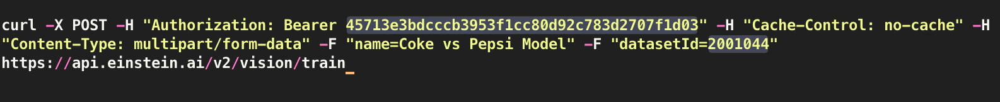 curl -X POST -H "Authorization: Bearer 45713e3bdcccb3953f1cc80d92c783d2707f1d03" -H "Cache-Control: no-cache" -H
"Content-Type: multipart/form-data" -F "name=Coke vs Pepsi Model" -F "datasetId=2001044"
https://api.einstein.ai/v2/vision/train_